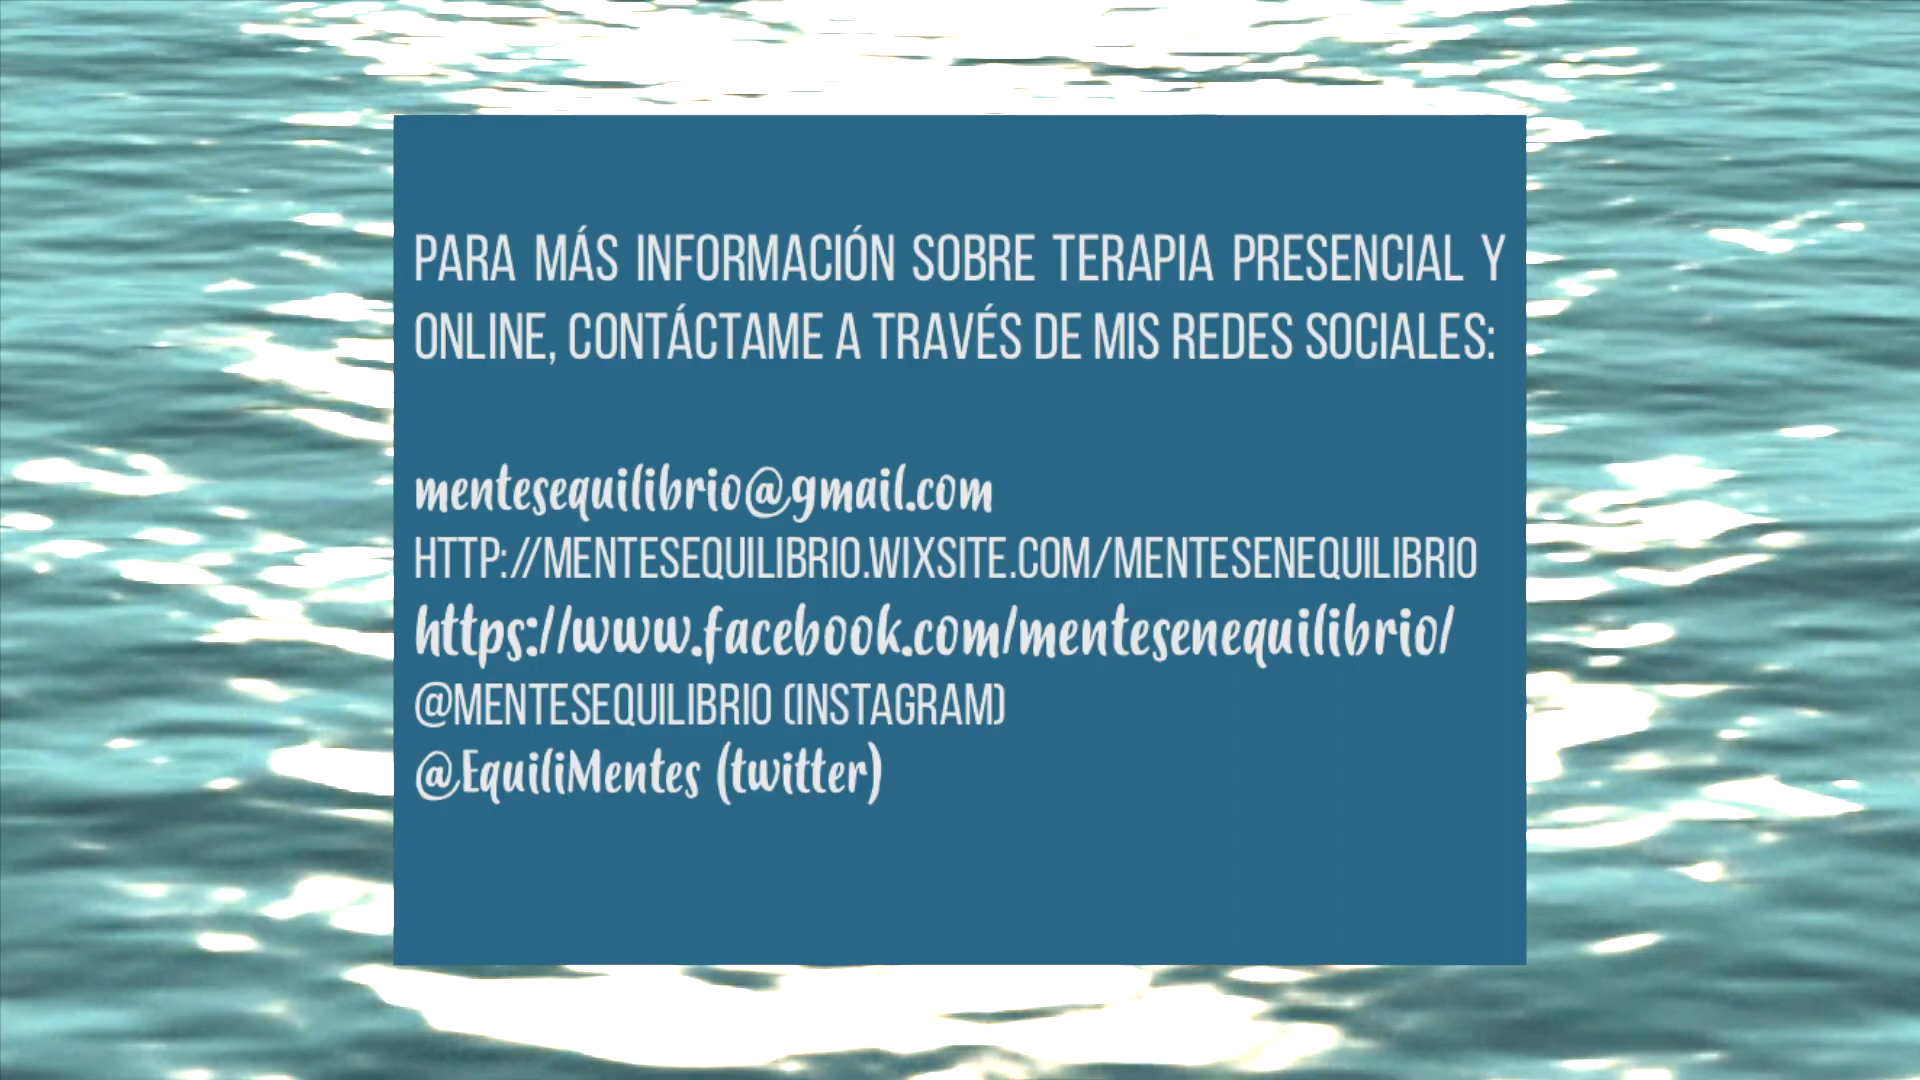 PARA MÁS INFORMACIÓN SOBRE TERAPIA PRESENCIAL Y
ONLINE, CONTÁCTAME A TRAVÉS DE MIS REDES SOCIALES:
mentesequilibrio@gmail.com
HTTP://MENTESEQUILIBRIO.WIXSITE.COM/MENTESENEQUILIBRIO
https://www.facebook.com/mentesenequilibrio/
@MENTESEQUILIBRIO (INSTAGRAM)
@EquiliMentes (twitter)